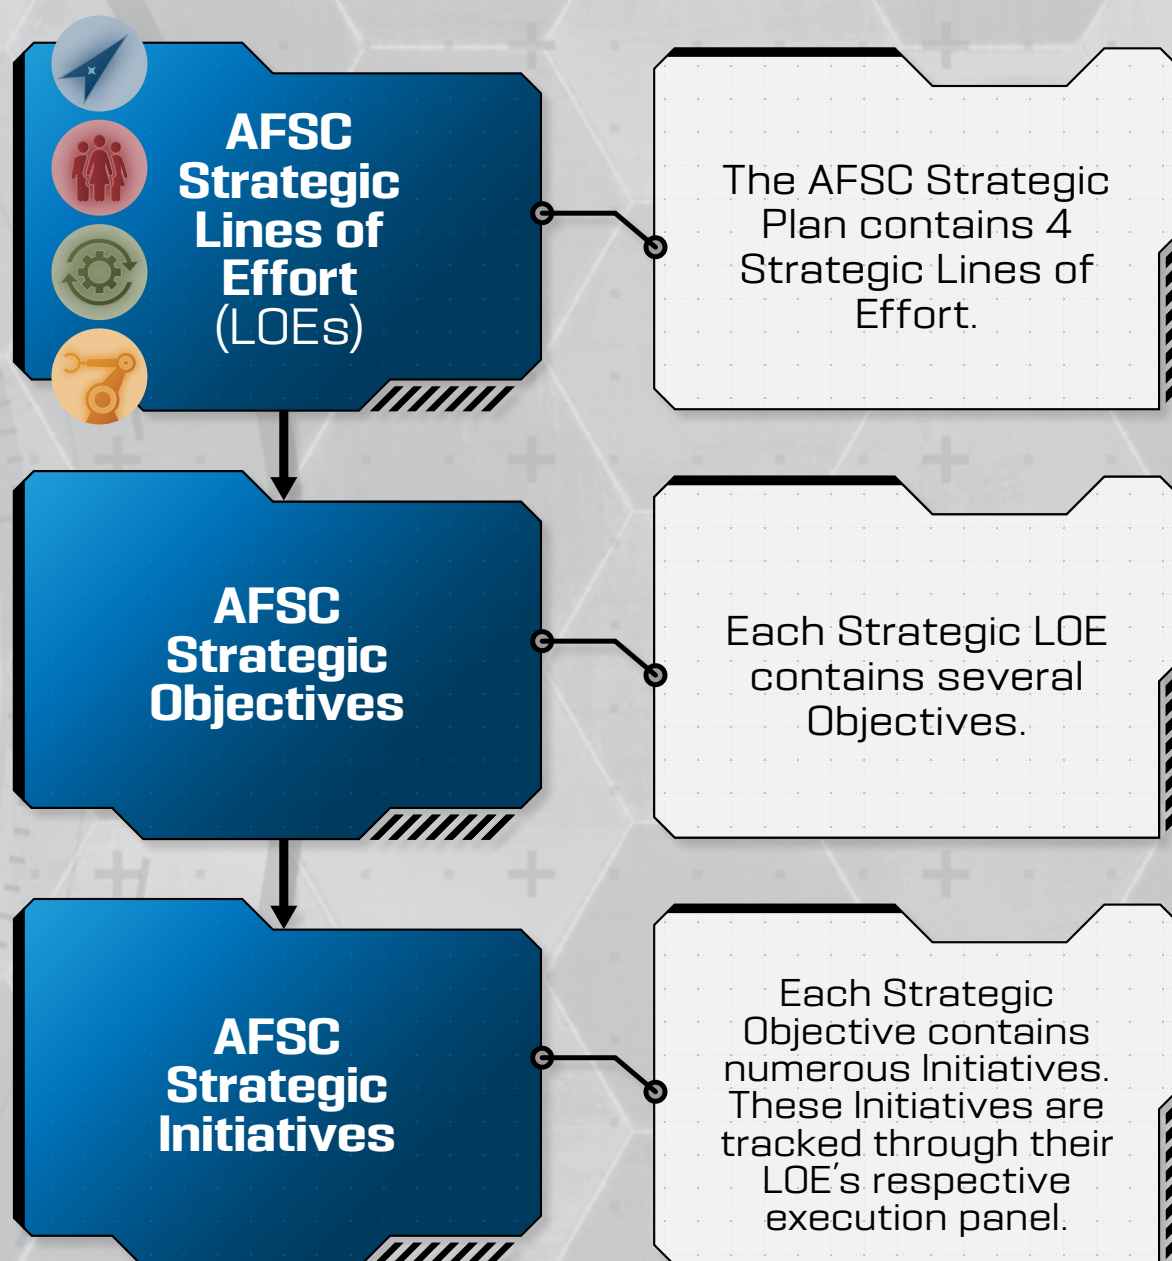 AFSC
Strategic
Lines of
Effort
(LOEs)
The AFSC Strategic
Plan contains 4
Strategic Lines of
Effort.
AFSC
Strategic
Objectives
Each Strategic LOE
contains several
Objectives.
AFSC
Strategic
Initiatives
Each Strategic
Objective contains
numerous Initiatives.
These Initiatives are
tracked through their
LOE's respective
execution panel.